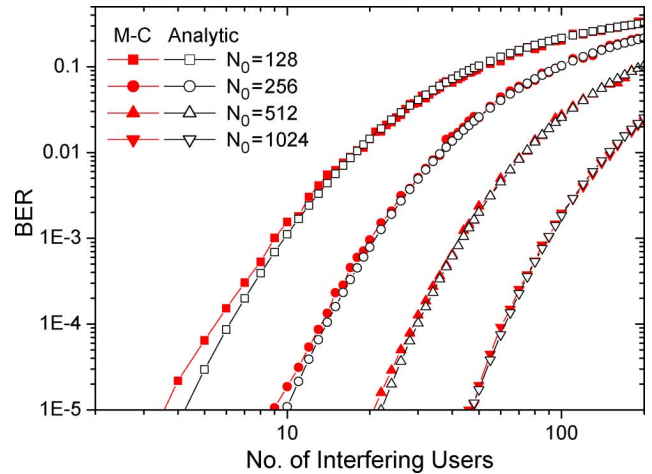 M-C Analytic
N0=128
N0=256
N0=512
N0=1024
0.1
0.01
1E-3
1E-4
1E-5
BER
10
100
No. of Interfering Users